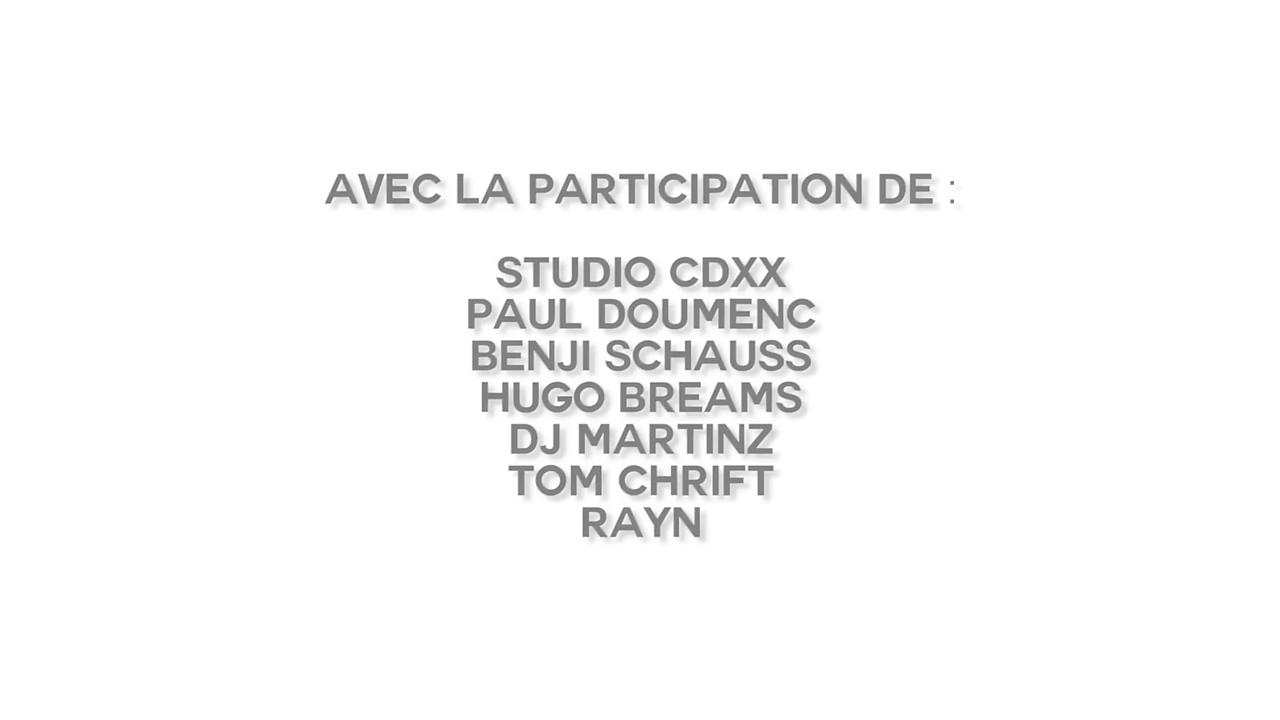 AVEC LA PARTICIPATION DE :
STUDIO CDXX
PAUL DOUMENC
BENJI SCHAUSS
HUGO BREAMS
DJ MARTINZ
TOM CHRIFT
RAYN